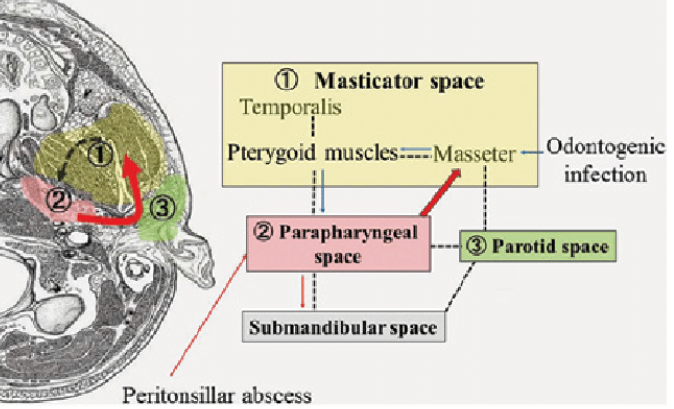 ① Masticator space
Temporalis
Pterygoid muscles
Masseter
Odontogenic
infection
② Parapharyngeal
space
③ Parotid space
Submandibular space
Peritonsillar abscess
①
②
③